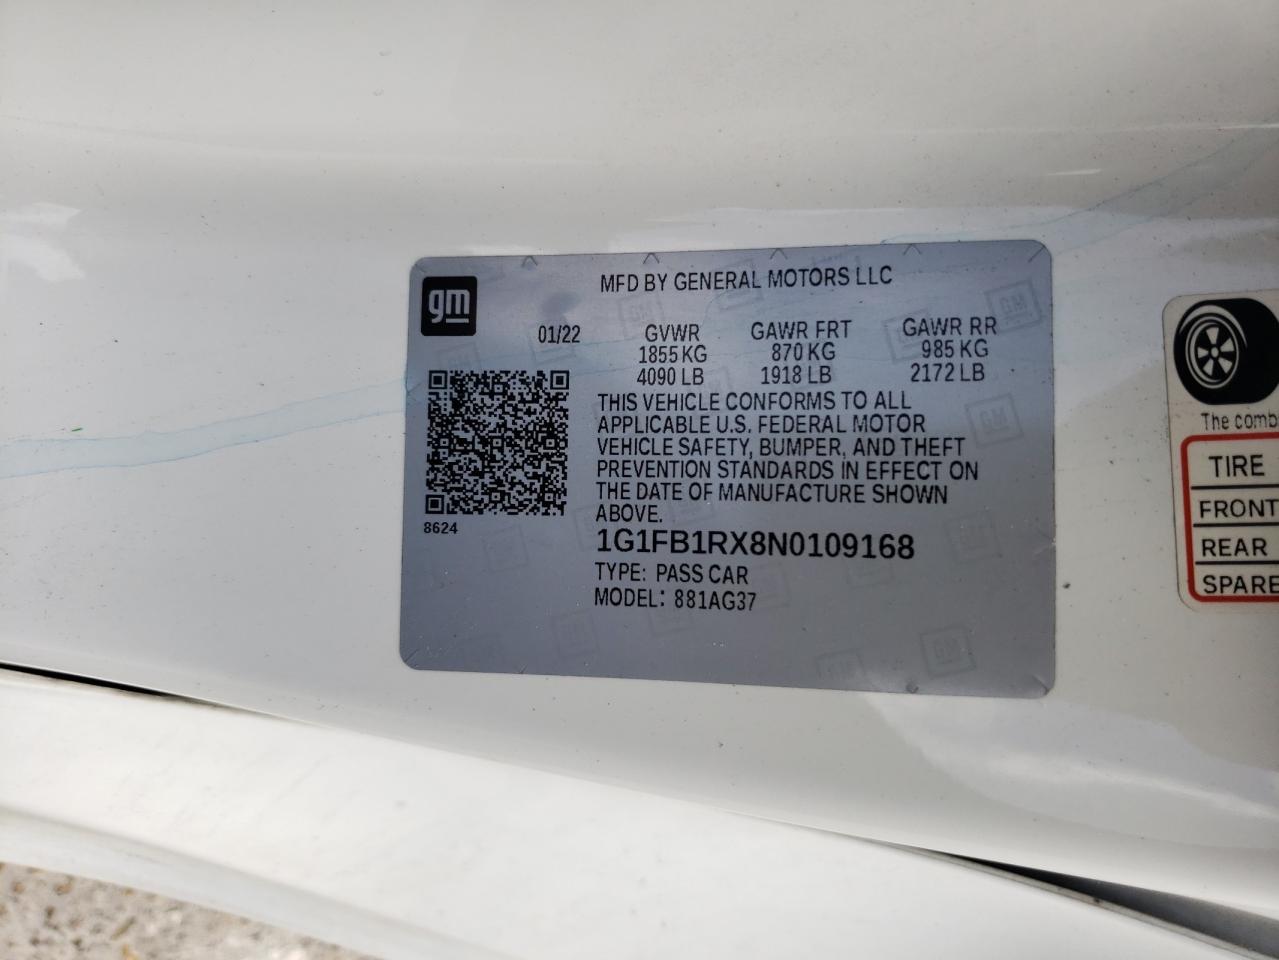 gm
MFD BY GENERAL MOTORS LLC
01/22
GVWR GAWR FRT GAWR RR
1855 KG 870 KG 985 KG
4090 LB 1918 LB 2172 LB
THIS VEHICLE CONFORMS TO ALL
APPLICABLE U.S. FEDERAL MOTOR
VEHICLE SAFETY, BUMPER, AND THEFT
PREVENTION STANDARDS IN EFFECT ON
THE DATE OF MANUFACTURE SHOWN
ABOVE.
8624
1G1FB1RX8N0109168
TYPE: PASS CAR
MODEL: 881AG37
The comb
TIRE
FRONT
REAR
SPARE